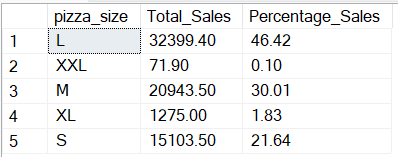 pizza_size Total_Sales Percentage_Sales
1 L 32399.40 46.42
2 XXL 71.90 0.10
3 M 20943.50 30.01
4 XL 1275.00 1.83
5 S 15103.50 21.64